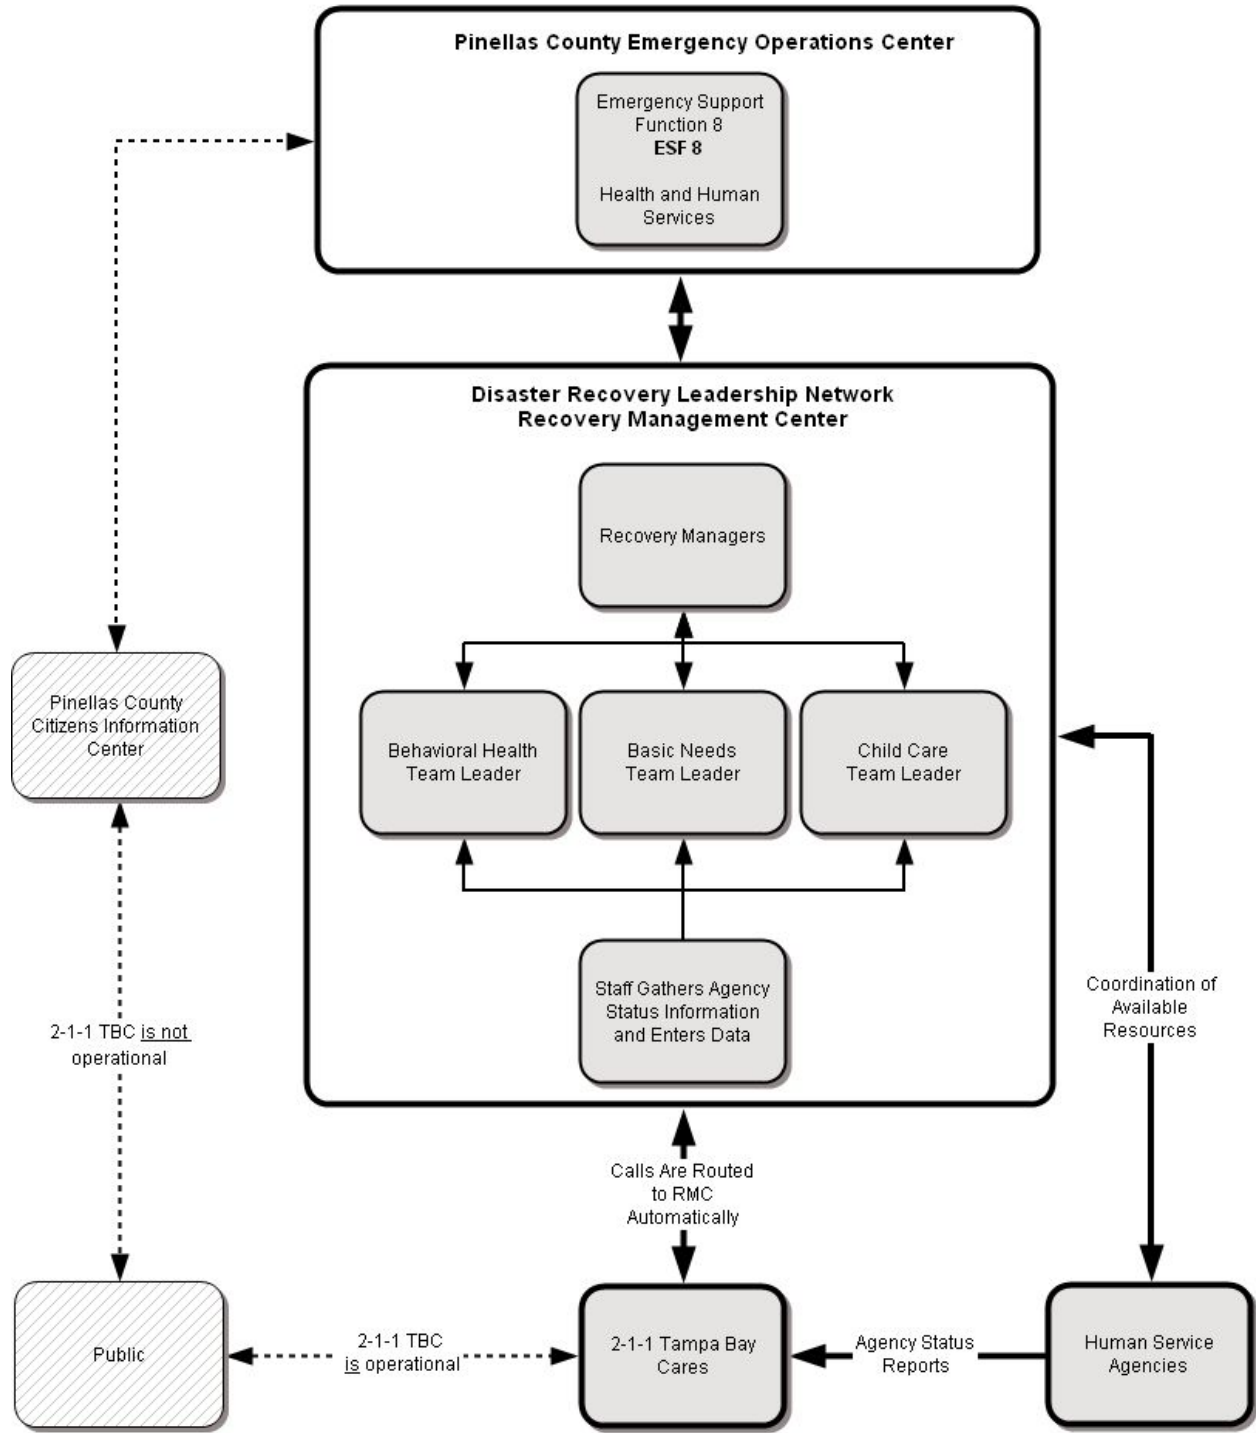 Pinellas County Emergency Operations Center
Emergency Support
Function 8
ESF 8
Health and Human
Services
Disaster Recovery Leadership Network
Recovery Management Center
Recovery Managers
Pinellas County
Citizens Information
Center
Behavioral Health
Team Leader
Basic Needs
Team Leader
Child Care
Team Leader
Staff Gathers Agency
Status Information
and Enters Data
Coordination of
Available
Resources
2-1-1 TBC is not
operational
Calls Are Routed
to RMC
Automatically
Public
2-1-1 TBC
is operational
2-1-1 Tampa Bay
Cares
Agency Status
Reports
Human Service
Agencies